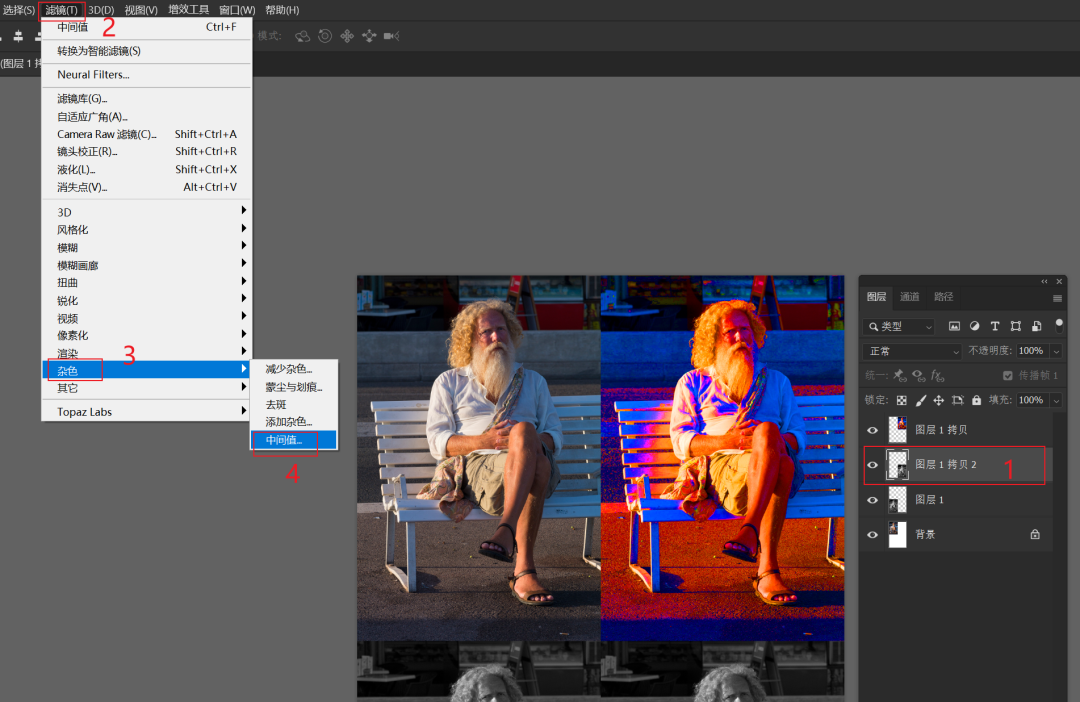 选择(S) 滤镜(T) 3D(D) 视图(V) 增效工具 窗口(W) 帮助(H)
2
中间值 Ctrl+F
模式:
转换为智能滤镜(S)
(图层 1 拷
Neural Filters...
滤镜库(G)...
自适应广角(A)...
Camera Raw 滤镜(C)... Shift+Ctrl+A
镜头校正(R)... Shift+Ctrl+R
液化(L)... Shift+Ctrl+X
消失点(V)... Alt+Ctrl+V
3D
风格化
模糊
模糊画廊
扭曲
锐化
视频
像素化
渲染
3
杂色
其它
Topaz Labs
减少杂色...
蒙尘与划痕...
去斑
添加杂色...
中间值...
4
图层 通道 路径
类型
正常 不透明度: 100%
统一: 传播帧 1
锁定: 填充: 100%
图层 1 拷贝
图层 1 拷贝 2 1
图层 1
背景